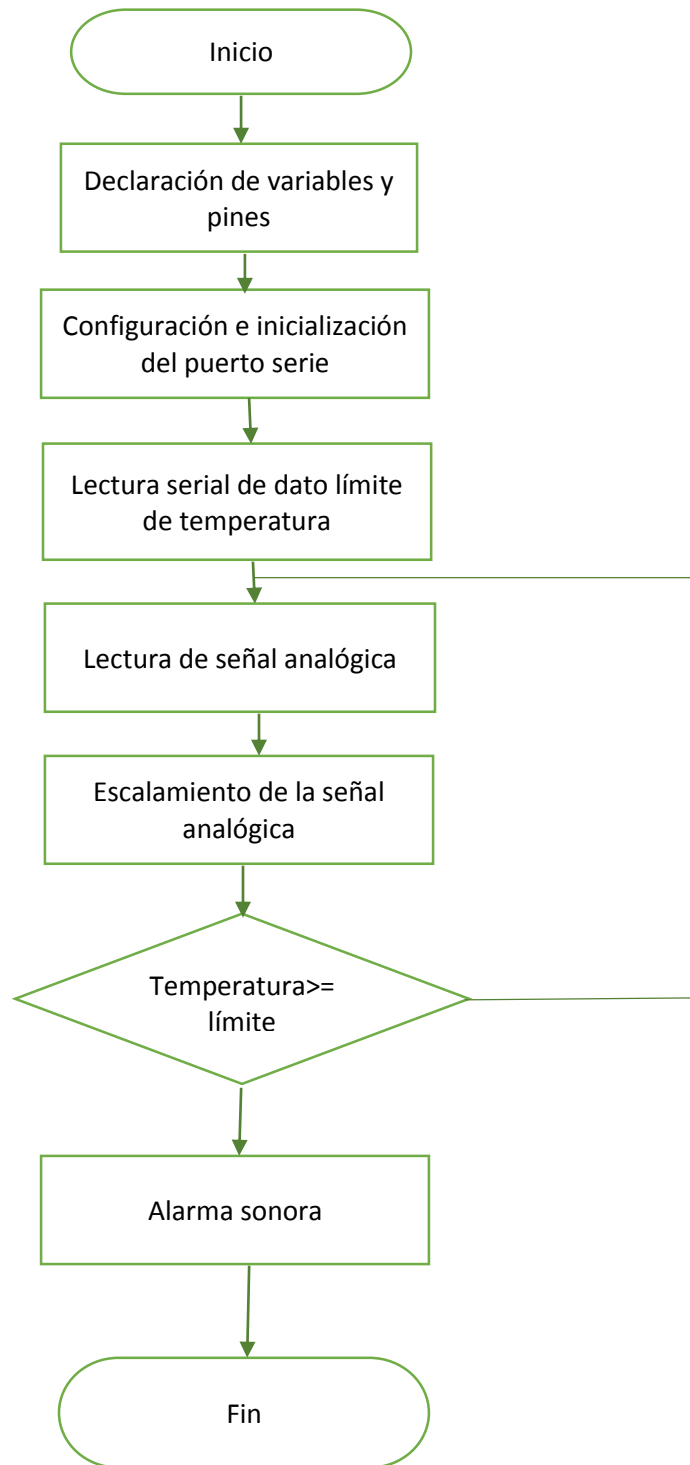 Inicio
Declaración de variables y
pines
Configuración e inicialización
del puerto serie
Lectura serial de dato límite
de temperatura
Lectura de señal analógica
Escalamiento de la señal
analógica
Temperatura>=
límite
Alarma sonora
Fin